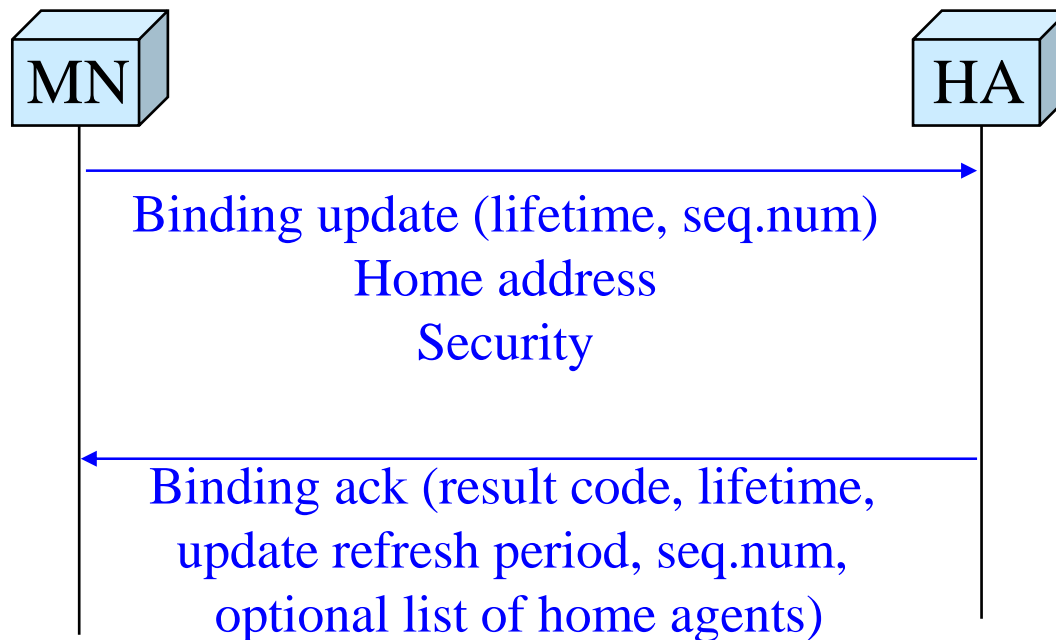 MN
HA
Binding update (lifetime, seq.num)
Home address
Security
Binding ack (result code, lifetime,
update refresh period, seq.num,
optional list of home agents)